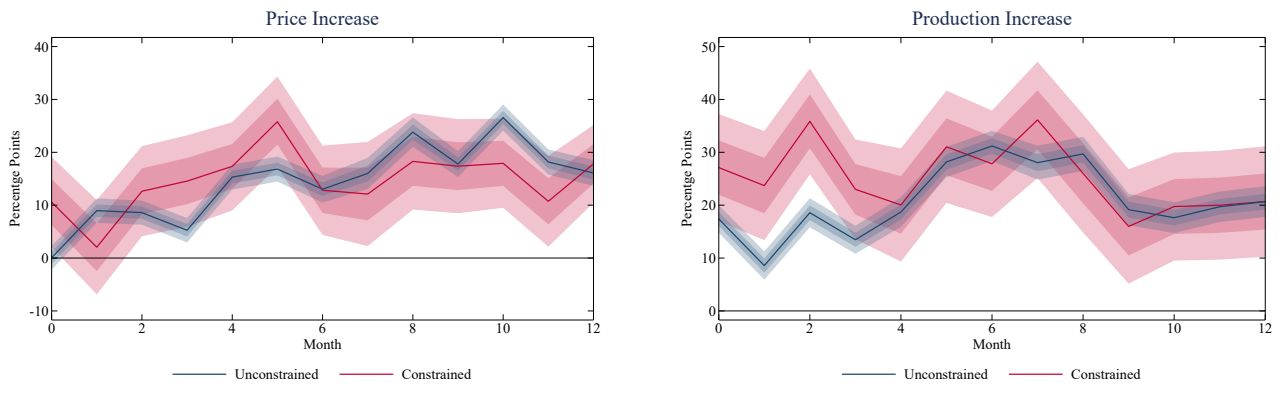 Price Increase
40
30
20
10
0
-10
Percentge Points
0 2 4 6 8 10 12
Month
Unconstrained Constrained
Production Increase
50
40
30
20
10
0
Percentge Points
0 2 4 6 8 10 12
Month
Unconstrained Constrained